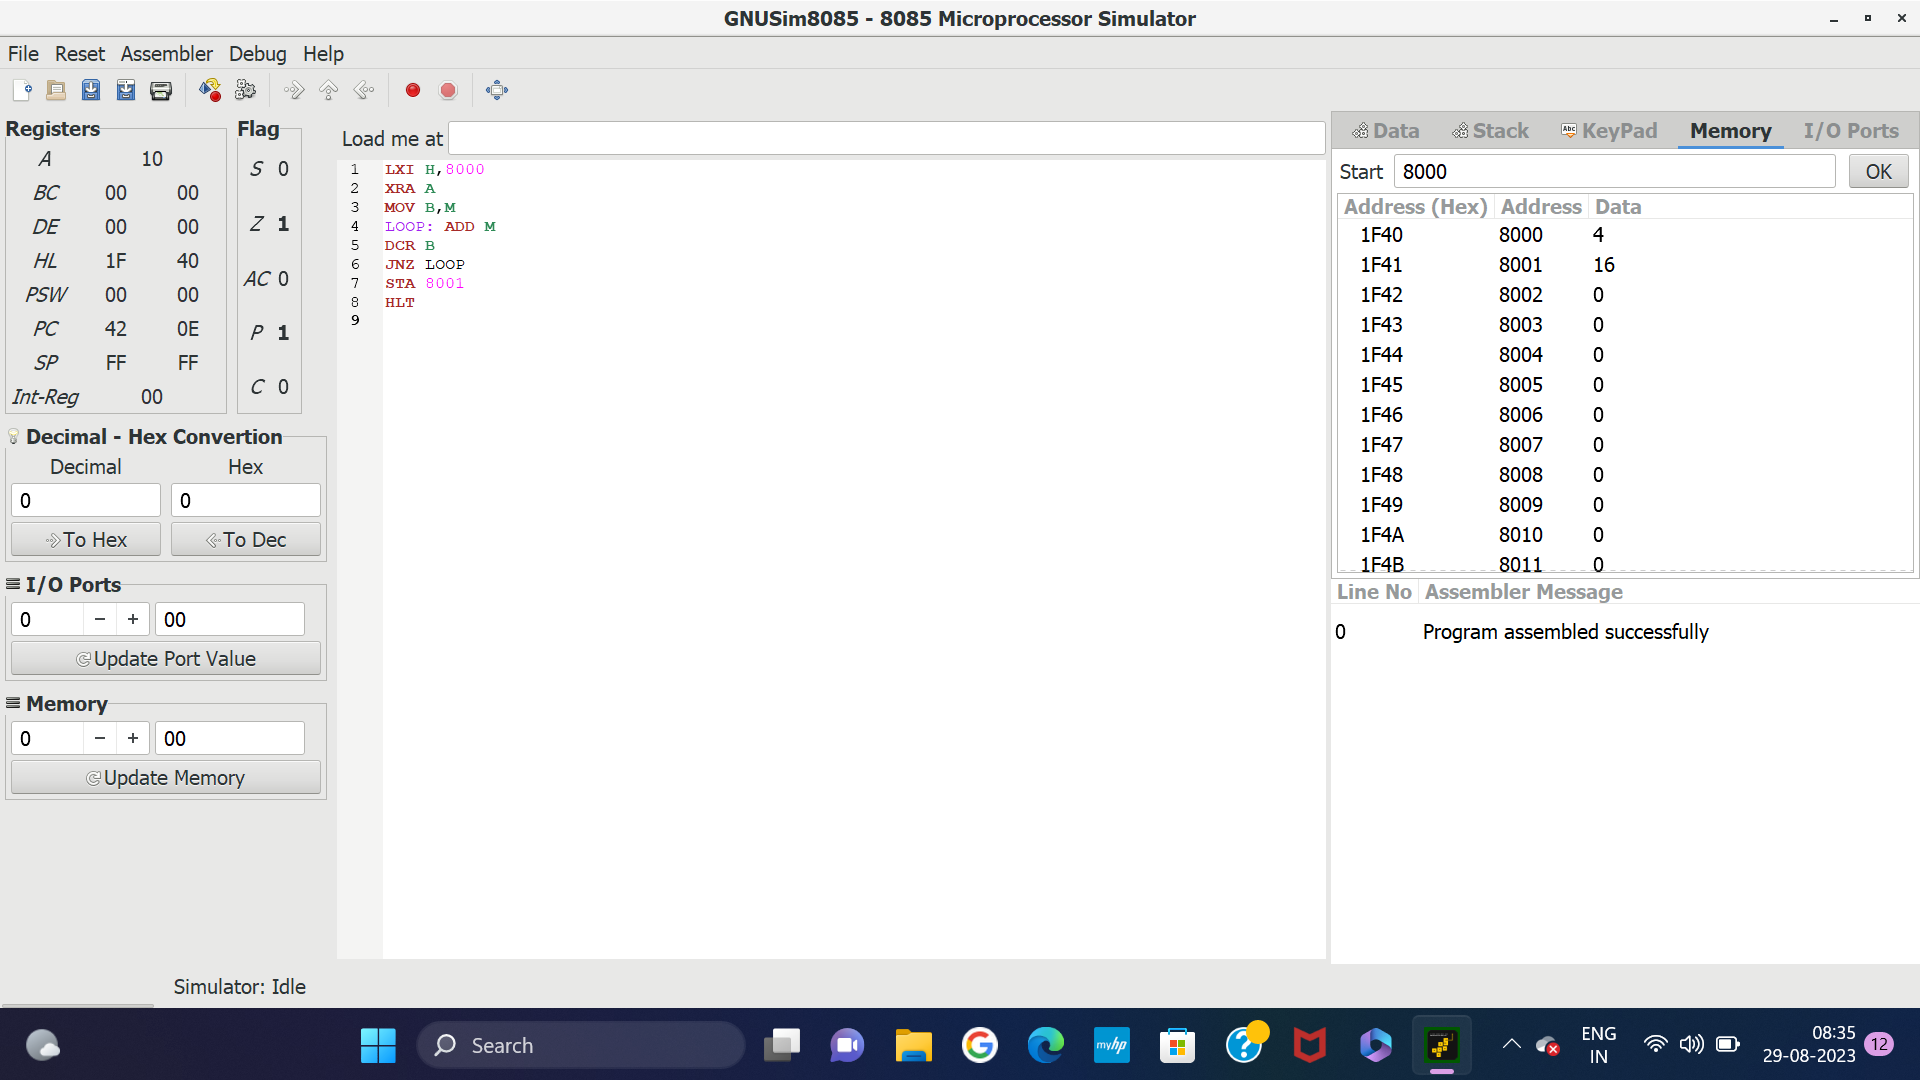 GNUSim8085 - 8085 Microprocessor Simulator
File Reset Assembler Debug Help
Registers
A 10
BC 00 00
DE 00 00
HL 1F 40
PSW 00 00
PC 42 0E
SP FF FF
Int-Reg 00
Flag
S 0
Z 1
AC 0
P 1
C 0
Decimal - Hex Convertion
Decimal Hex
0 0
To Hex To Dec
I/O Ports
0 − + 00
Update Port Value
Memory
0 − + 00
Update Memory
Simulator: Idle
Load me at
1 LXI H,8000
2 XRA A
3 MOV B,M
4 LOOP: ADD M
5 DCR B
6 JNZ LOOP
7 STA 8001
8 HLT
9
Data Stack Abc KeyPad Memory I/O Ports
Start 8000 OK
Address (Hex) Address Data
1F40 8000 4
1F41 8001 16
1F42 8002 0
1F43 8003 0
1F44 8004 0
1F45 8005 0
1F46 8006 0
1F47 8007 0
1F48 8008 0
1F49 8009 0
1F4A 8010 0
1F4B 8011 0
Line No Assembler Message
0 Program assembled successfully
Search
myhp
ENG
IN
08:35
29-08-2023
12